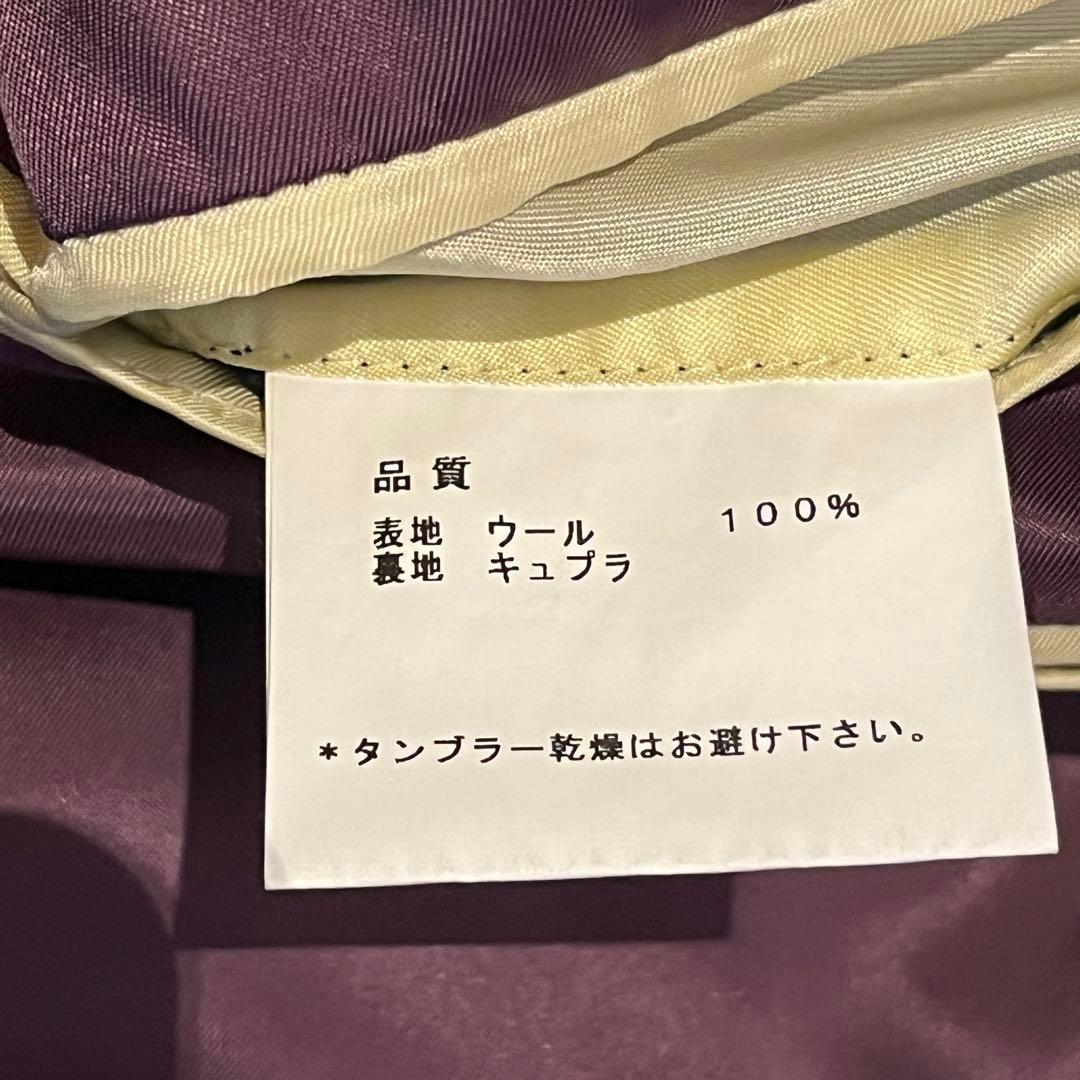 品質
表地 ウール 100%
裏地 キュプラ
*タンブラー乾燥はお避け下さい。